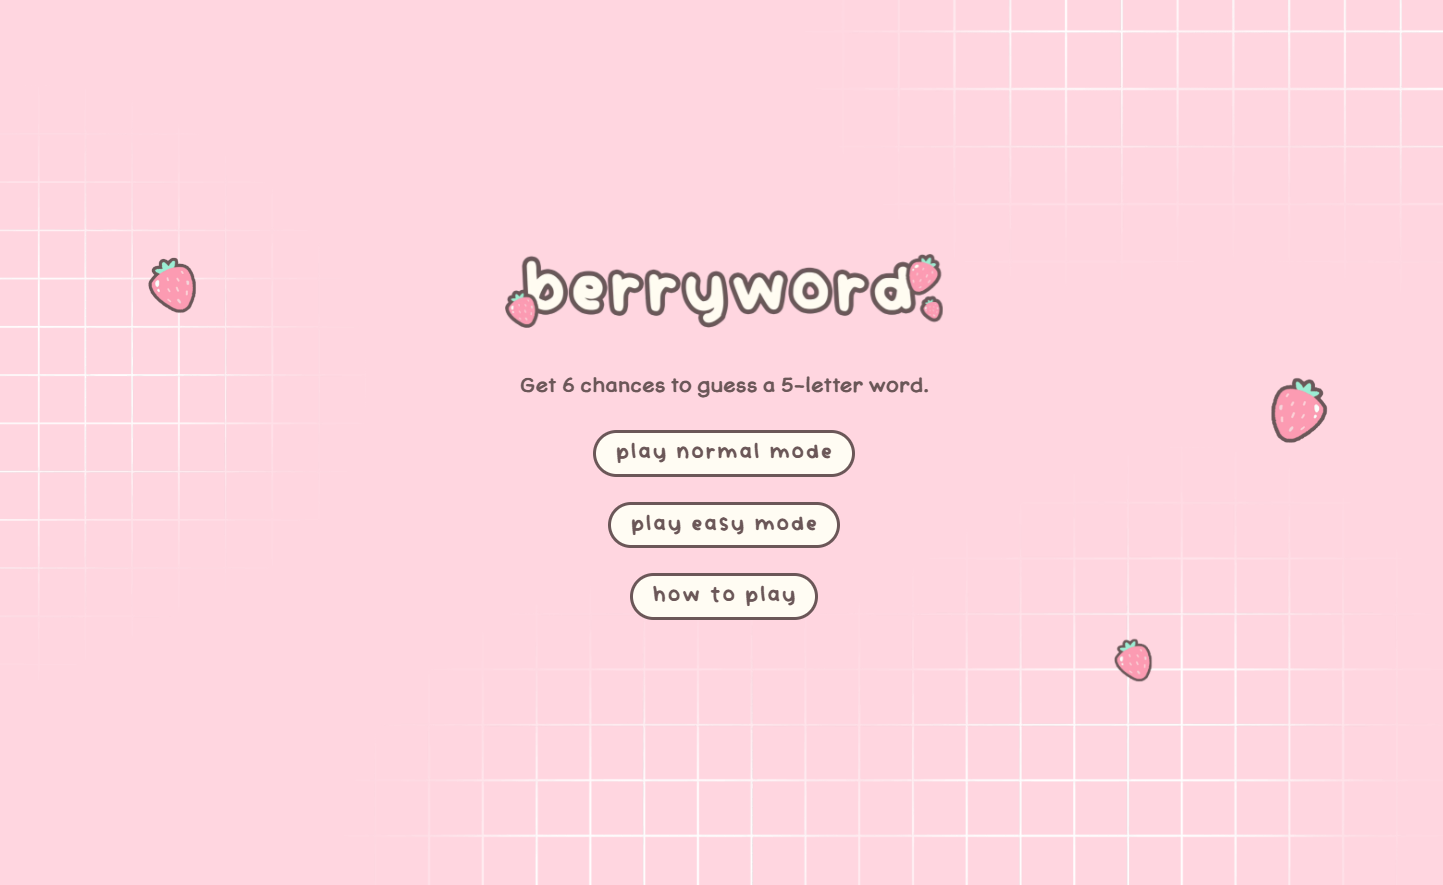 berryword
Get 6 chances to guess a 5-letter word.
play normal mode
play easy mode
how to play